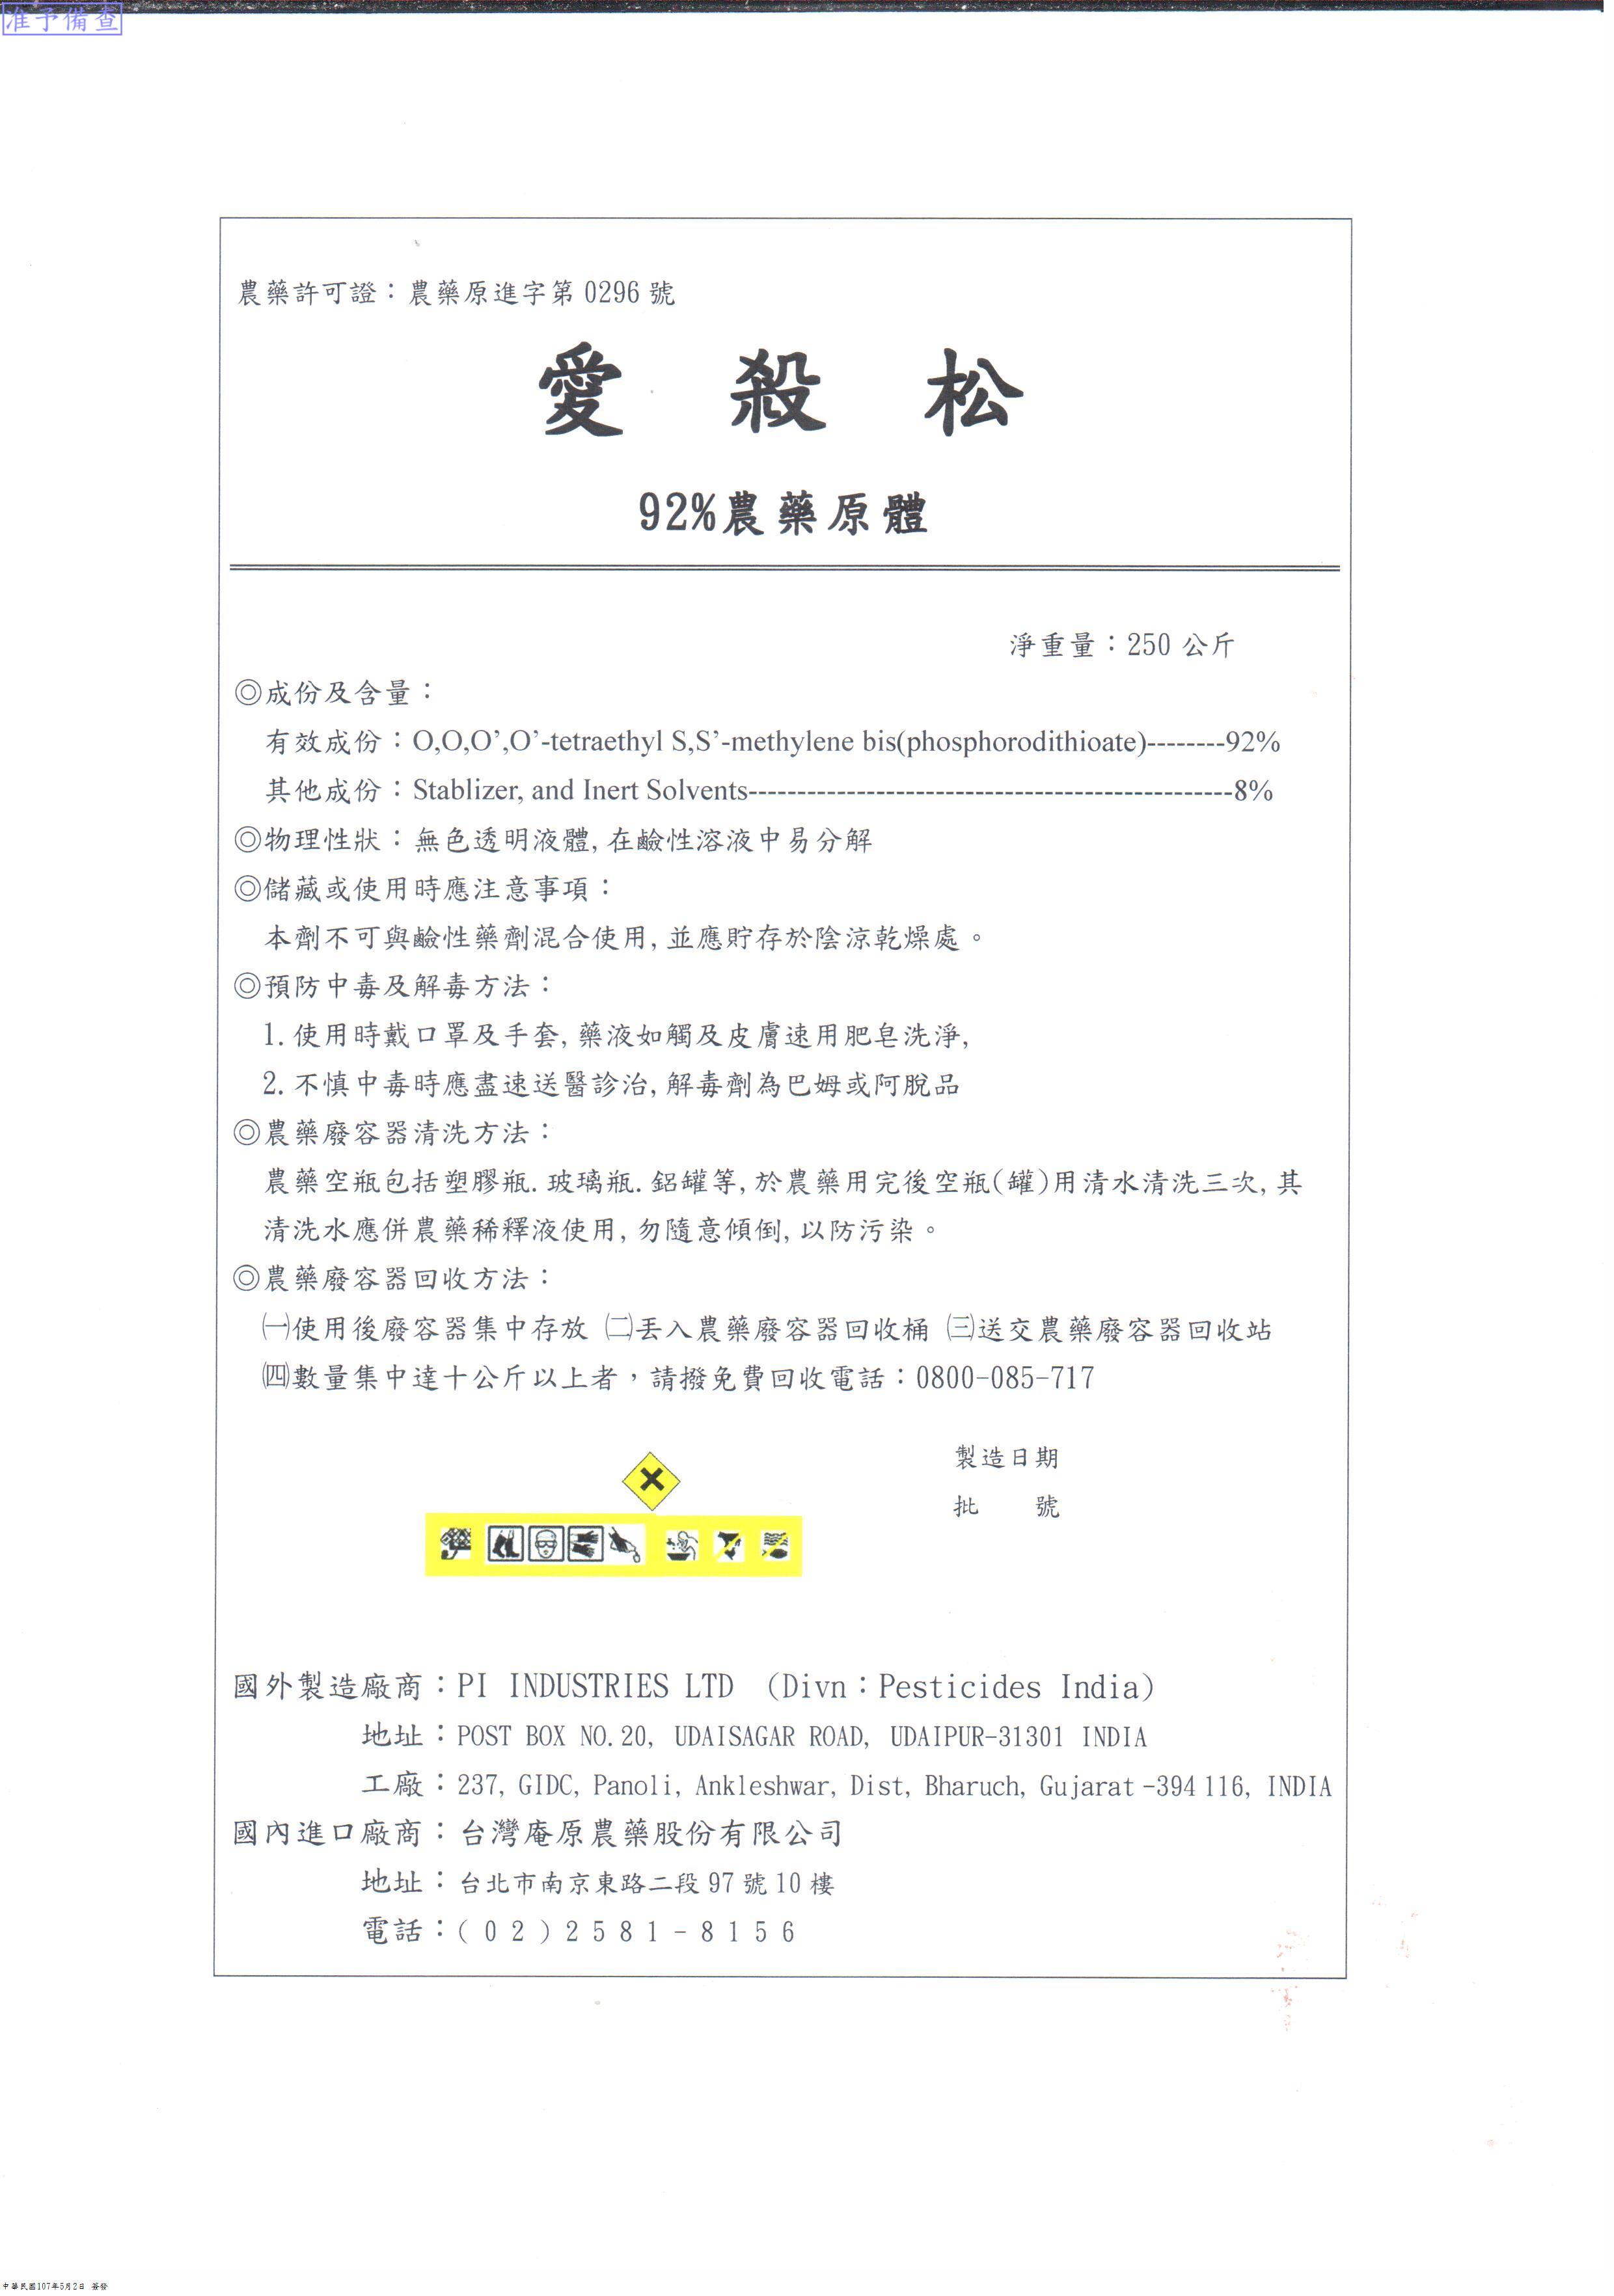 准予備查
農藥許可證：農藥原進字第 0296 號
愛 殺 松
92%農藥原體
淨重量：250 公斤
◎成份及含量：
有效成份：O,O,O’,O’-tetraethyl S,S’-methylene bis(phosphorodithioate)--------92%
其他成份：Stablizer, and Inert Solvents--------------------------------------------------8%
◎物理性狀：無色透明液體,在鹼性溶液中易分解
◎儲藏或使用時應注意事項：
本劑不可與鹼性藥劑混合使用,並應貯存於陰涼乾燥處。
◎預防中毒及解毒方法：
1.使用時戴口罩及手套,藥液如觸及皮膚速用肥皂洗淨,
2.不慎中毒時應盡速送醫診治,解毒劑為巴姆或阿脫品
◎農藥廢容器清洗方法：
農藥空瓶包括塑膠瓶.玻璃瓶.鋁罐等,於農藥用完後空瓶(罐)用清水清洗三次,其
清洗水應併農藥稀釋液使用,勿隨意傾倒,以防污染。
◎農藥廢容器回收方法：
㈠使用後廢容器集中存放 ㈡丟入農藥廢容器回收桶 ㈢送交農藥廢容器回收站
㈣數量集中達十公斤以上者，請撥免費回收電話：0800-085-717
製造日期
批 號
國外製造廠商：PI INDUSTRIES LTD （Divn：Pesticides India）
地址：POST BOX NO.20, UDAISAGAR ROAD, UDAIPUR-31301 INDIA
工廠：237, GIDC, Panoli, Ankleshwar, Dist, Bharuch, Gujarat -394 116, INDIA
國內進口廠商：台灣庵原農藥股份有限公司
地址：台北市南京東路二段 97 號 10 樓
電話：(02)2581-8156
中華民國107年5月2日 簽發